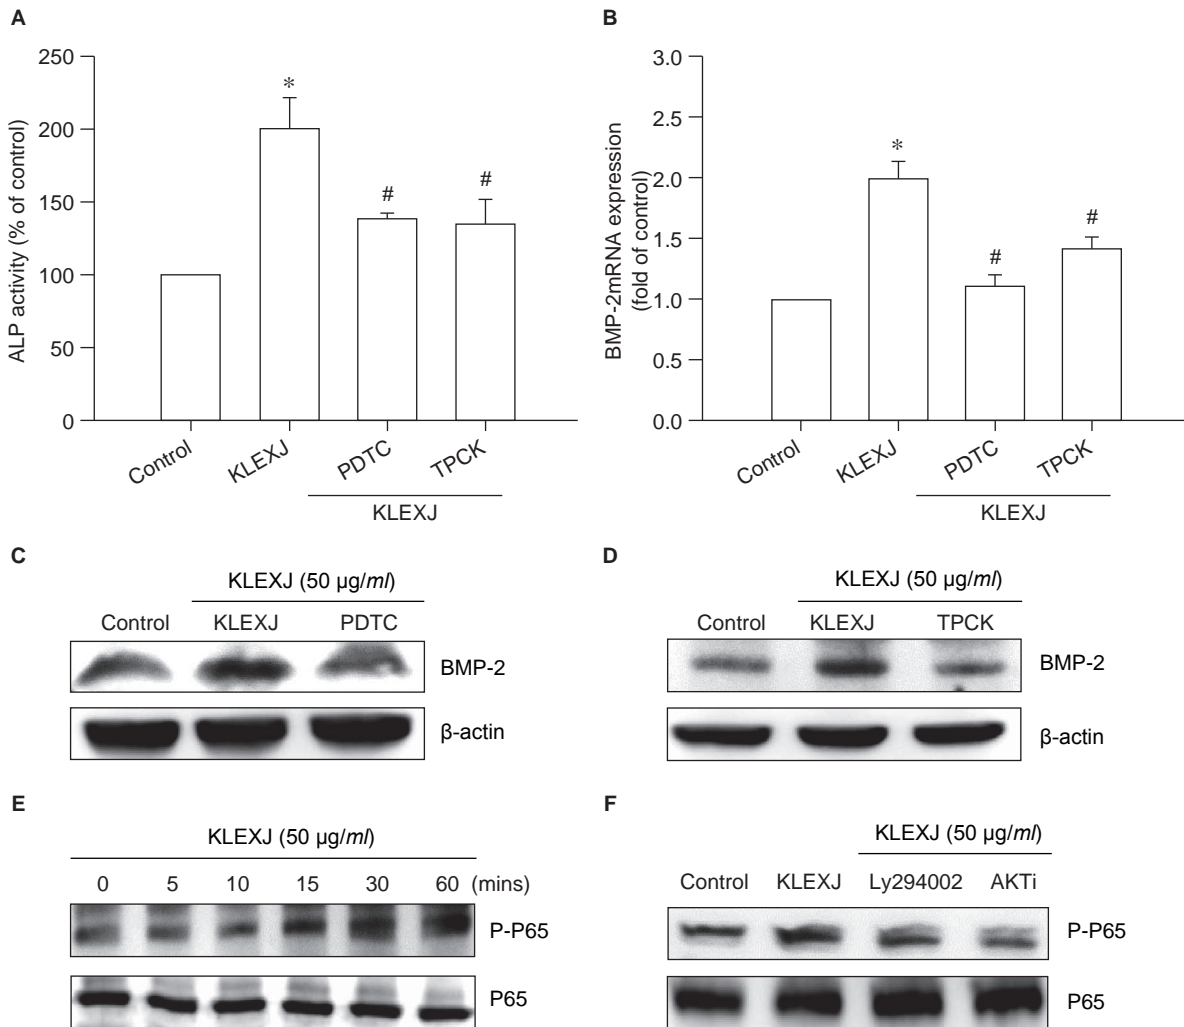 A
250
200
150
100
50
0
ALP activity (% of control)
*
#
#
Control
KLEXJ
PDTC
TPCK
KLEXJ
B
3.0
2.5
2.0
1.5
1.0
0.5
0.0
BMP-2mRNA expression
(fold of control)
*
#
#
Control
KLEXJ
PDTC
TPCK
KLEXJ
C
KLEXJ (50 µg/ml)
Control KLEXJ PDTC
BMP-2
β-actin
D
KLEXJ (50 µg/ml)
Control KLEXJ TPCK
BMP-2
β-actin
E
KLEXJ (50 µg/ml)
0 5 10 15 30 60 (mins)
P-P65
P65
F
KLEXJ (50 µg/ml)
Control KLEXJ Ly294002 AKTi
P-P65
P65